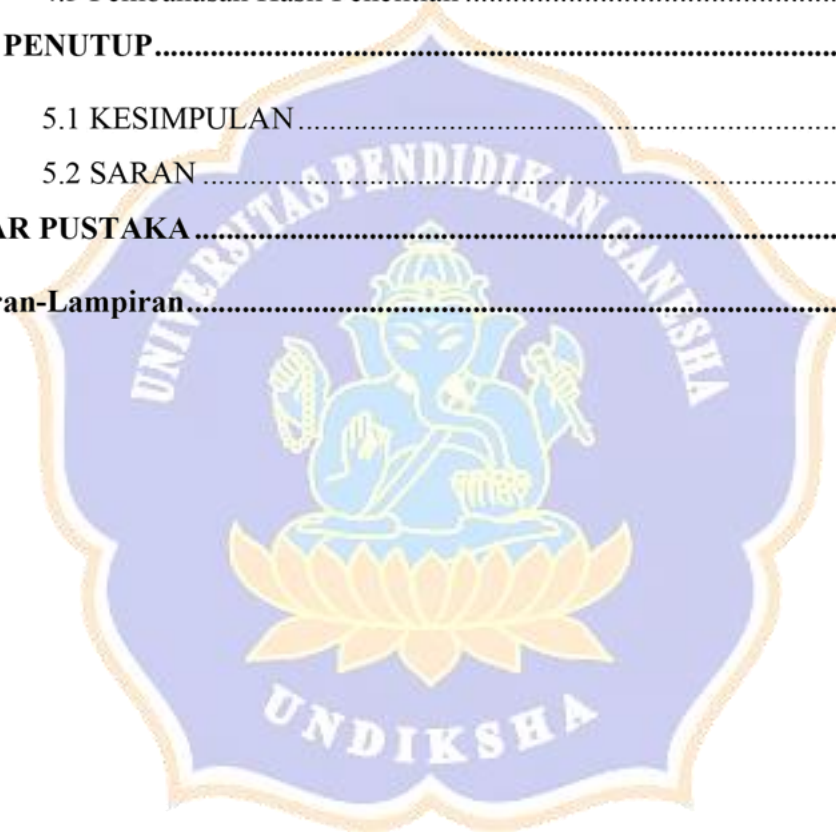 PENUTUP
5.1 KESIMPULAN
5.2 SARAN
AR PUSTAKA
ran-Lampiran
UNIVERSITAS PENDIDIKAN GANESHA
UNDIKSHA